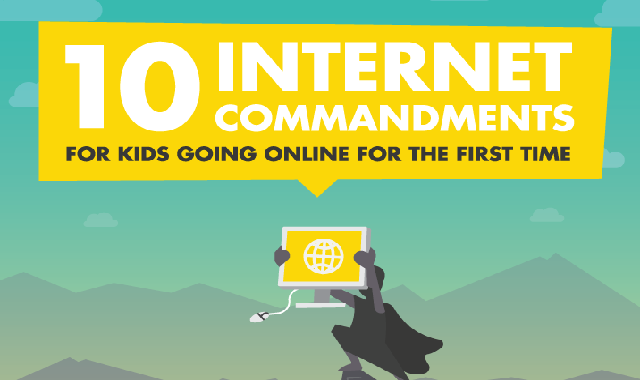 10 INTERNET
COMMANDMENTS
FOR KIDS GOING ONLINE FOR THE FIRST TIME